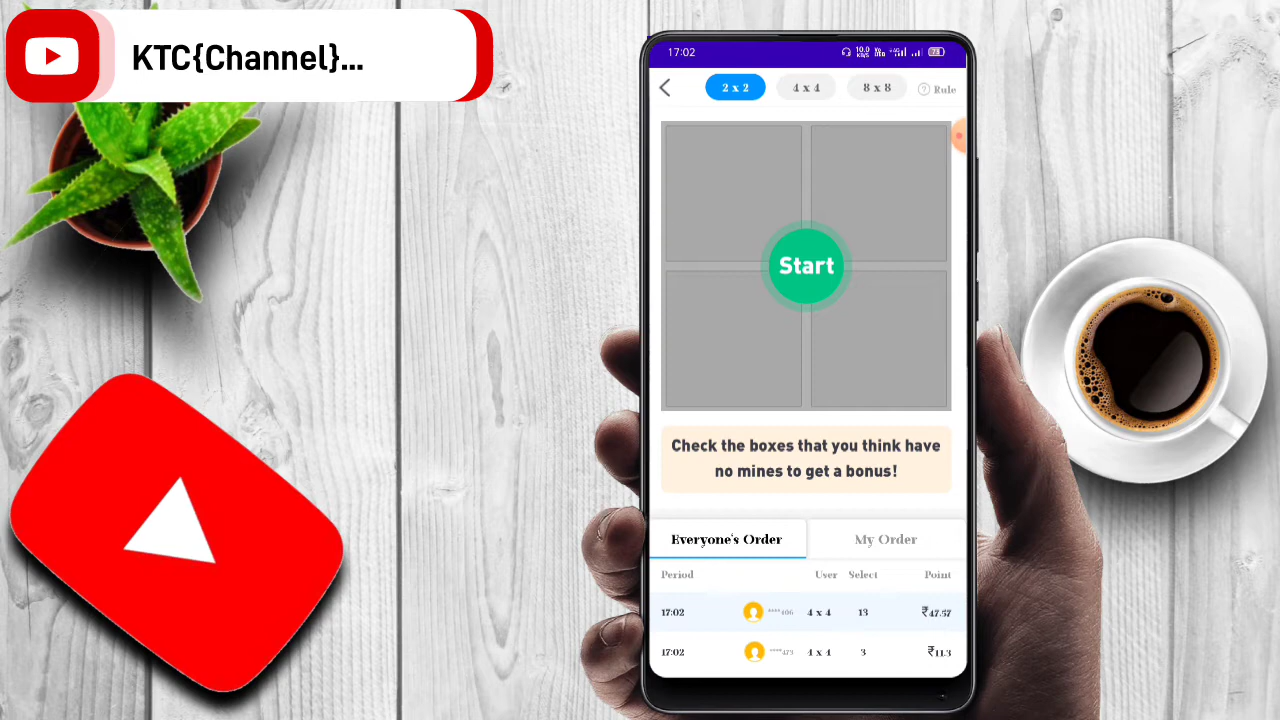 KTC{Channel}...
17:02
2 x 2
4 x 4
8 x 8
? Rule
Start
Check the boxes that you think have
no mines to get a bonus!
Everyone's Order
My Order
Period User Select Point
17:02 ****406 4 x 4 13 ₹47.57
17:02 ****473 4 x 4 3 ₹11.3